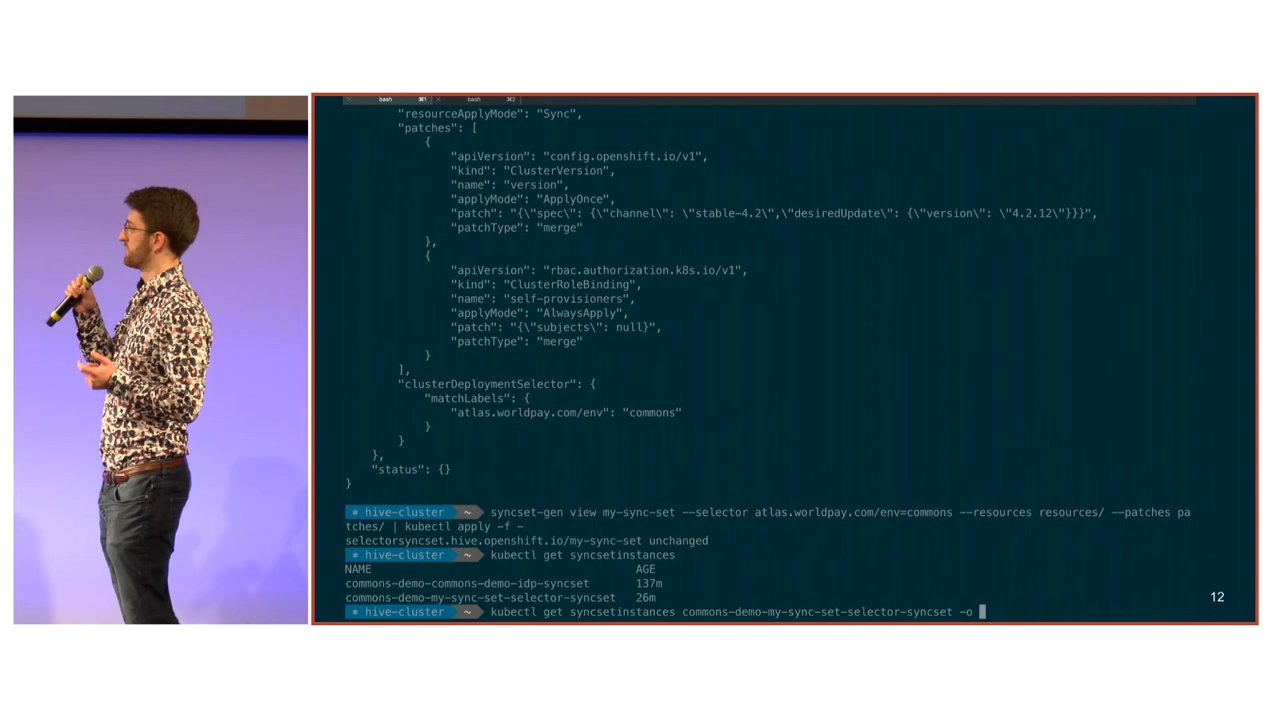 bash ⌘1 bash ⌘2
"resourceApplyMode": "Sync",
"patches": [
{
"apiVersion": "config.openshift.io/v1",
"kind": "ClusterVersion",
"name": "version",
"applyMode": "ApplyOnce",
"patch": "{\"spec\": {\"channel\": \"stable-4.2\",\"desiredUpdate\": {\"version\": \"4.2.12\"}}}",
"patchType": "merge"
},
{
"apiVersion": "rbac.authorization.k8s.io/v1",
"kind": "ClusterRoleBinding",
"name": "self-provisioners",
"applyMode": "AlwaysApply",
"patch": "{\"subjects\": null}",
"patchType": "merge"
}
],
"clusterDeploymentSelector": {
"matchLabels": {
"atlas.worldpay.com/env": "commons"
}
}
},
"status": {}
}
⎈ hive-cluster ~ syncset-gen view my-sync-set --selector atlas.worldpay.com/env=commons --resources resources/ --patches pa
tches/ | kubectl apply -f -
selectorsyncset.hive.openshift.io/my-sync-set unchanged
⎈ hive-cluster ~ kubectl get syncsetinstances
NAME AGE
commons-demo-commons-demo-idp-syncset 137m
commons-demo-my-sync-set-selector-syncset 26m
⎈ hive-cluster ~ kubectl get syncsetinstances commons-demo-my-sync-set-selector-syncset -o
12